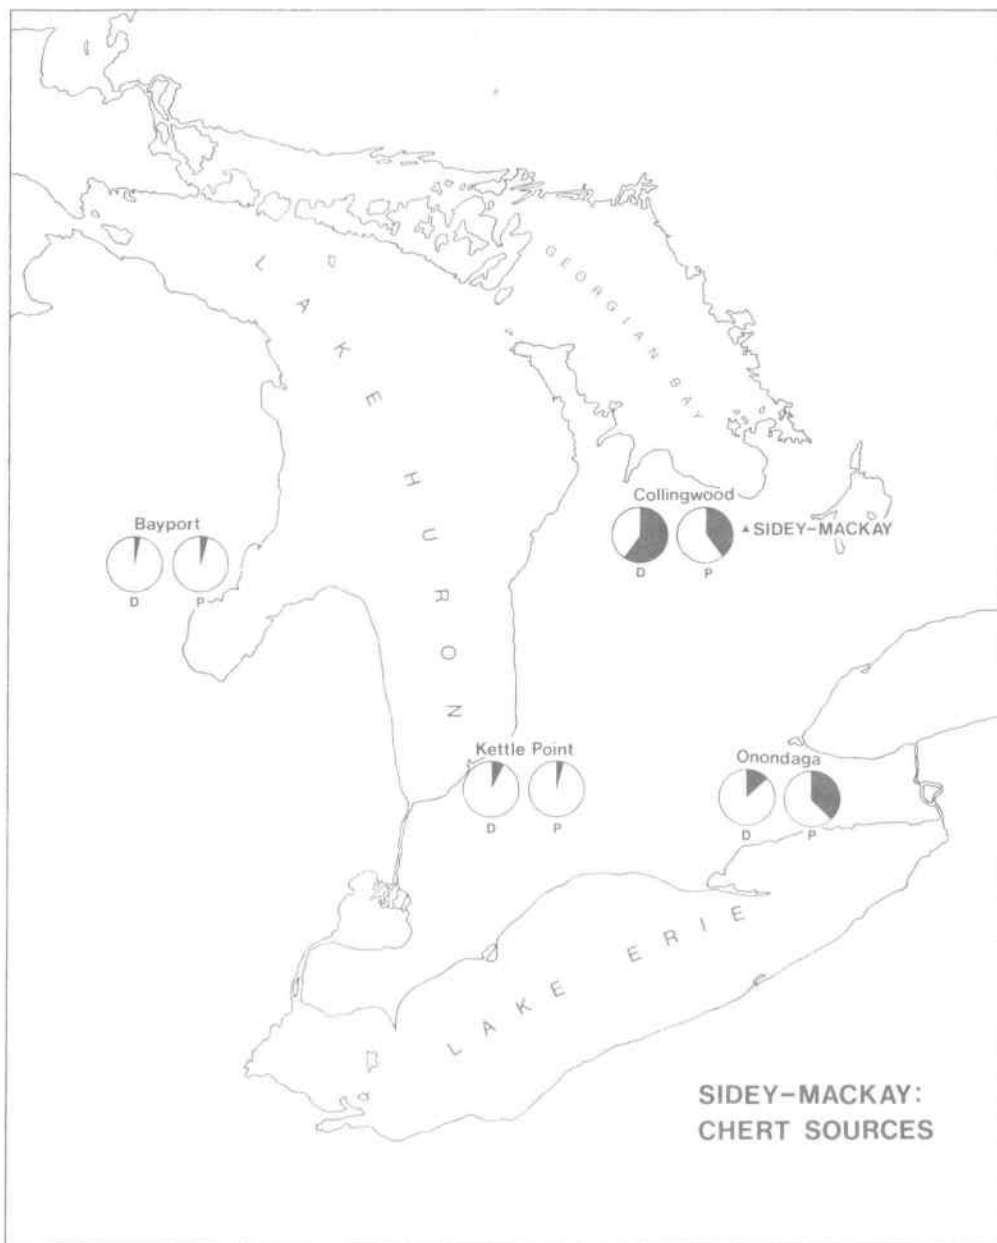 LAKE HURON
GEORGIAN BAY
Collingwood
D P
▲ SIDEY-MACKAY
Bayport
D P
Kettle Point
D P
Onondaga
D P
LAKE ERIE
SIDEY-MACKAY:
CHERT SOURCES